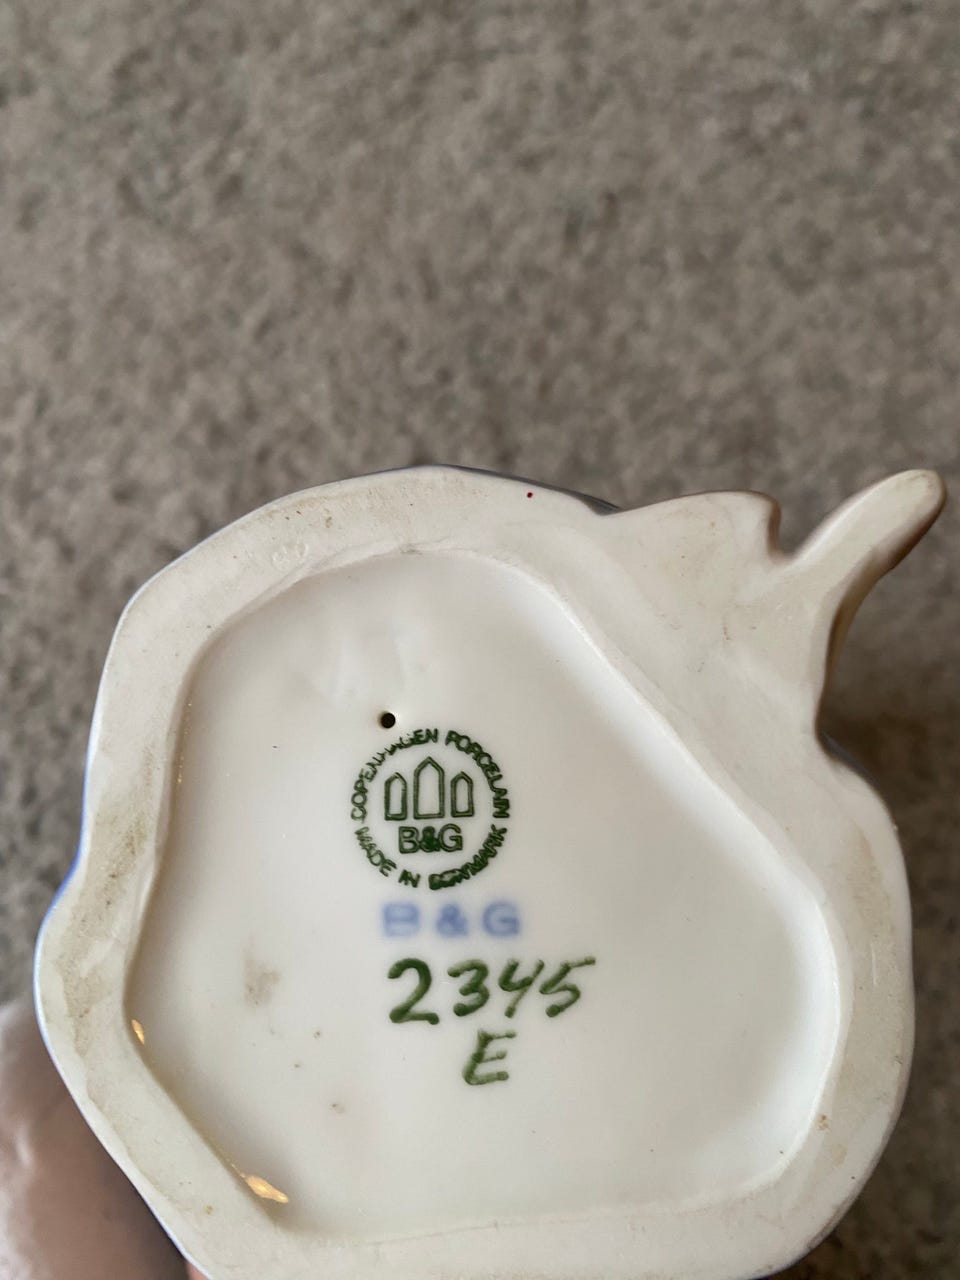 COPENHAGEN PORCELAIN
B&G
MADE IN DENMARK
B & G
2345
E